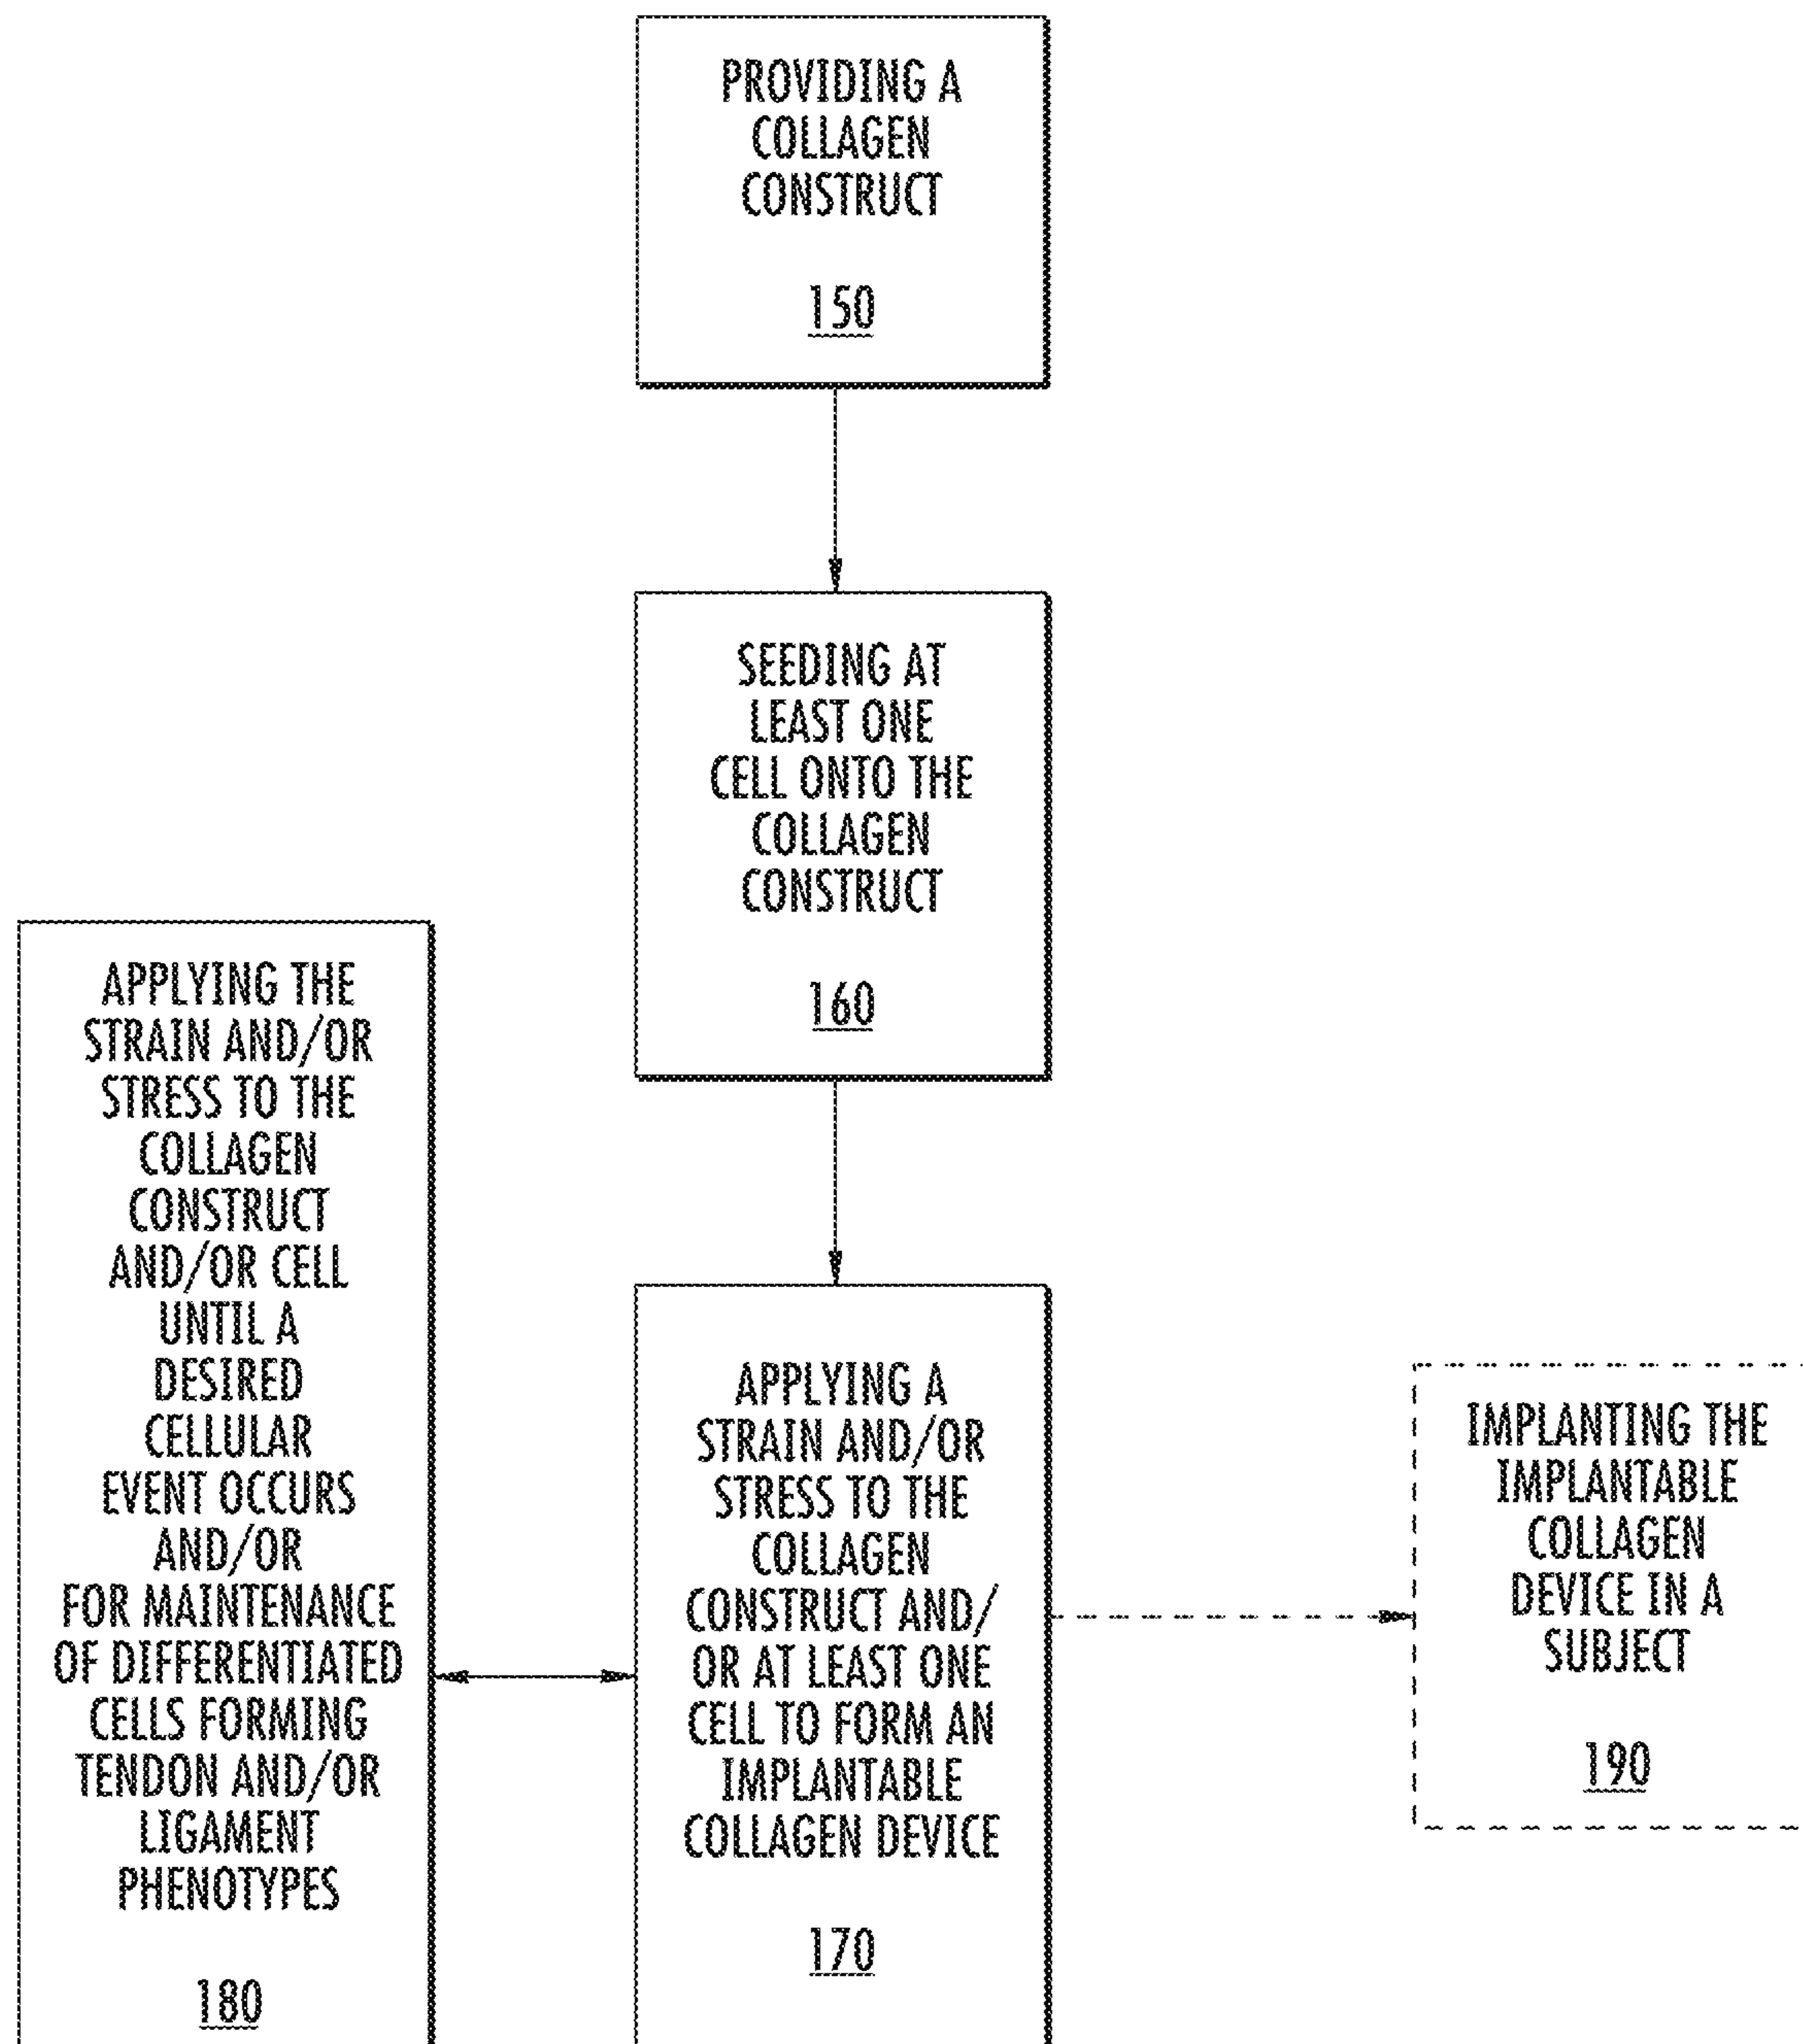 PROVIDING A
COLLAGEN
CONSTRUCT
150
SEEDING AT
LEAST ONE
CELL ONTO THE
COLLAGEN
CONSTRUCT
160
APPLYING THE
STRAIN AND/OR
STRESS TO THE
COLLAGEN
CONSTRUCT
AND/OR CELL
UNTIL A
DESIRED
CELLULAR
EVENT OCCURS
AND/OR
FOR MAINTENANCE
OF DIFFERENTIATED
CELLS FORMING
TENDON AND/OR
LIGAMENT
PHENOTYPES
180
APPLYING A
STRAIN AND/OR
STRESS TO THE
COLLAGEN
CONSTRUCT AND/
OR AT LEAST ONE
CELL TO FORM AN
IMPLANTABLE
COLLAGEN DEVICE
170
IMPLANTING THE
IMPLANTABLE
COLLAGEN
DEVICE IN A
SUBJECT
190